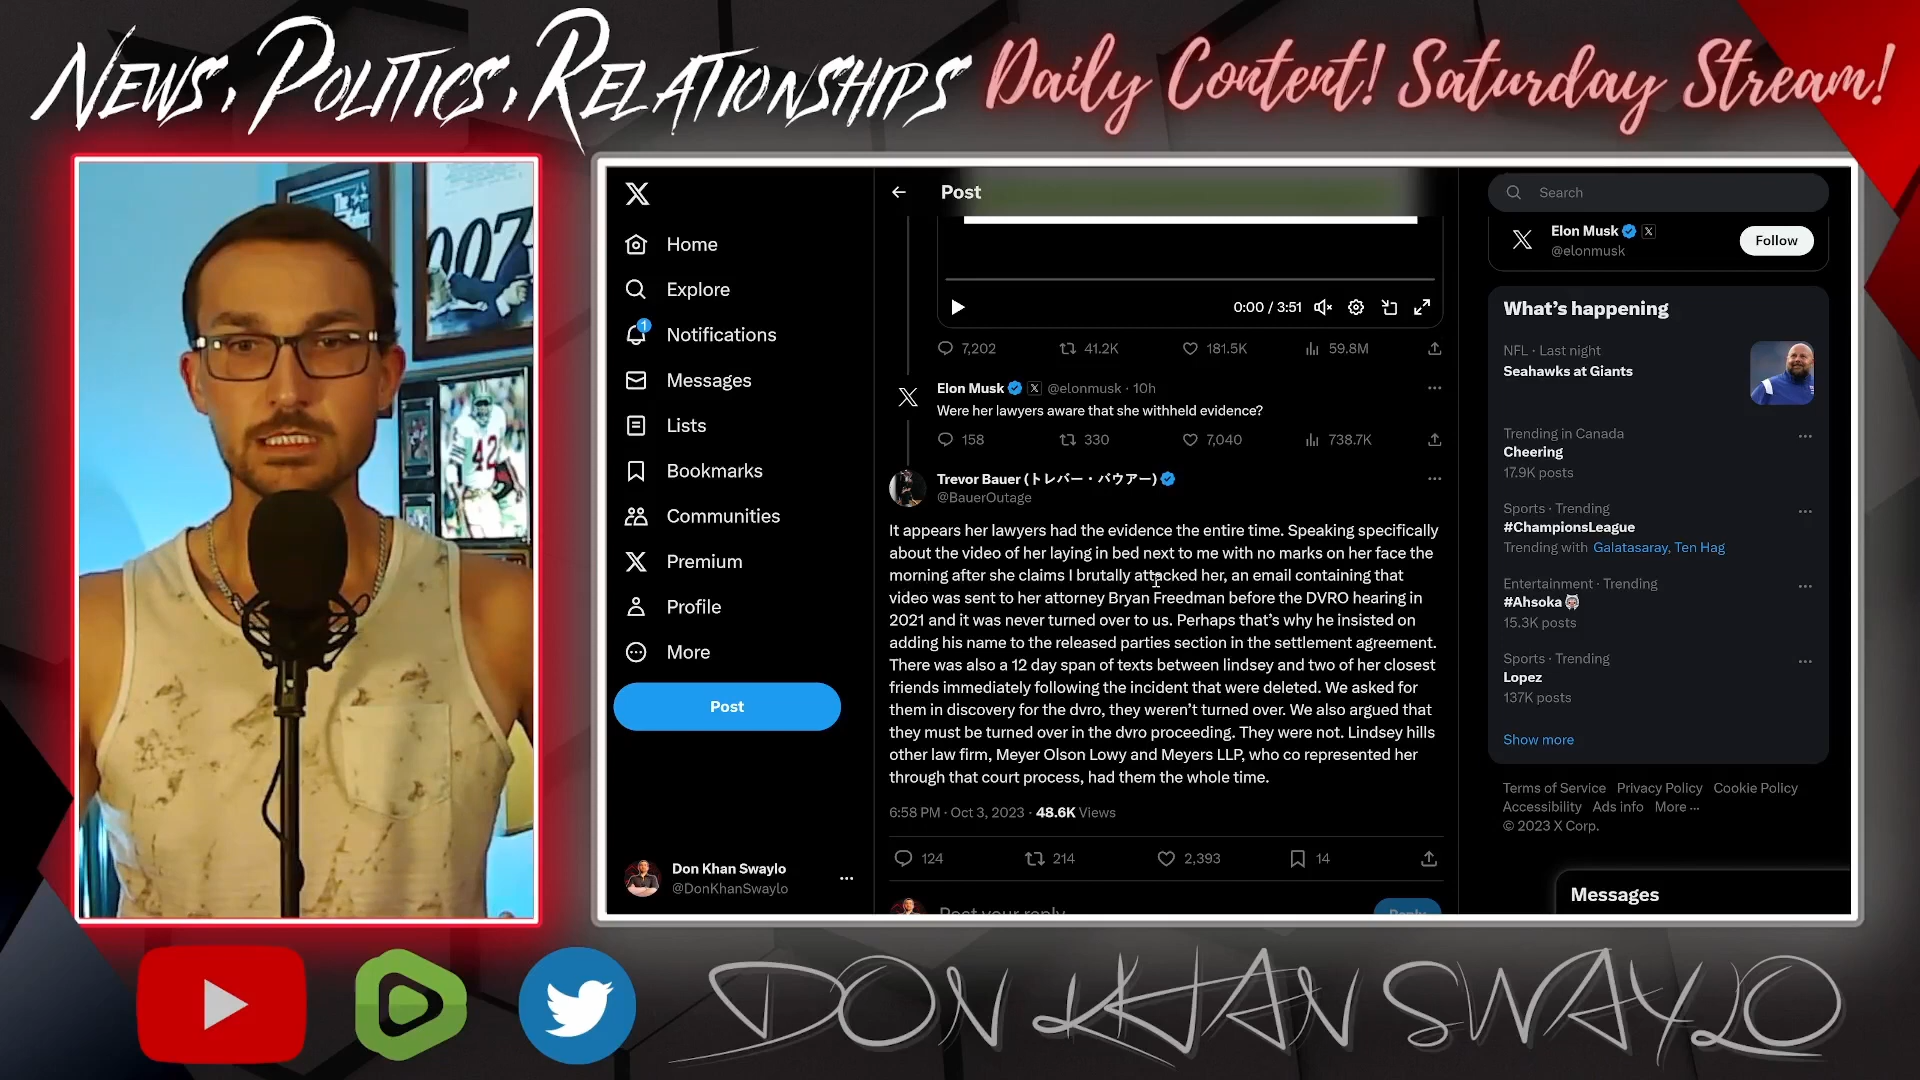 NEWS, POLITICS, RELATIONSHIPS Daily Content! Saturday Stream!
007
42
X
Home
Explore
1
Notifications
Messages
Lists
Bookmarks
Communities
Premium
Profile
More
Post
Don Khan Swaylo
@DonKhanSwaylo
Post
0:00 / 3:51
7,202 41.2K 181.5K 59.8M
Elon Musk @elonmusk · 10h
Were her lawyers aware that she withheld evidence?
158 330 7,040 738.7K
Trevor Bauer (トレバー・バウアー)
@BauerOutage
It appears her lawyers had the evidence the entire time. Speaking specifically
about the video of her laying in bed next to me with no marks on her face the
morning after she claims I brutally attacked her, an email containing that
video was sent to her attorney Bryan Freedman before the DVRO hearing in
2021 and it was never turned over to us. Perhaps that's why he insisted on
adding his name to the released parties section in the settlement agreement.
There was also a 12 day span of texts between lindsey and two of her closest
friends immediately following the incident that were deleted. We asked for
them in discovery for the dvro, they weren't turned over. We also argued that
they must be turned over in the dvro proceeding. They were not. Lindsey hills
other law firm, Meyer Olson Lowy and Meyers LLP, who co represented her
through that court process, had them the whole time.
6:58 PM · Oct 3, 2023 · 48.6K Views
124 214 2,393 14
Post your reply
Reply
Search
Elon Musk
@elonmusk
Follow
What's happening
NFL · Last night
Seahawks at Giants
Trending in Canada
Cheering
17.9K posts
Sports · Trending
#ChampionsLeague
Trending with Galatasaray, Ten Hag
Entertainment · Trending
#Ahsoka
15.3K posts
Sports · Trending
Lopez
137K posts
Show more
Terms of Service Privacy Policy Cookie Policy
Accessibility Ads info More ···
© 2023 X Corp.
Messages
DON KHAN SWAYLO